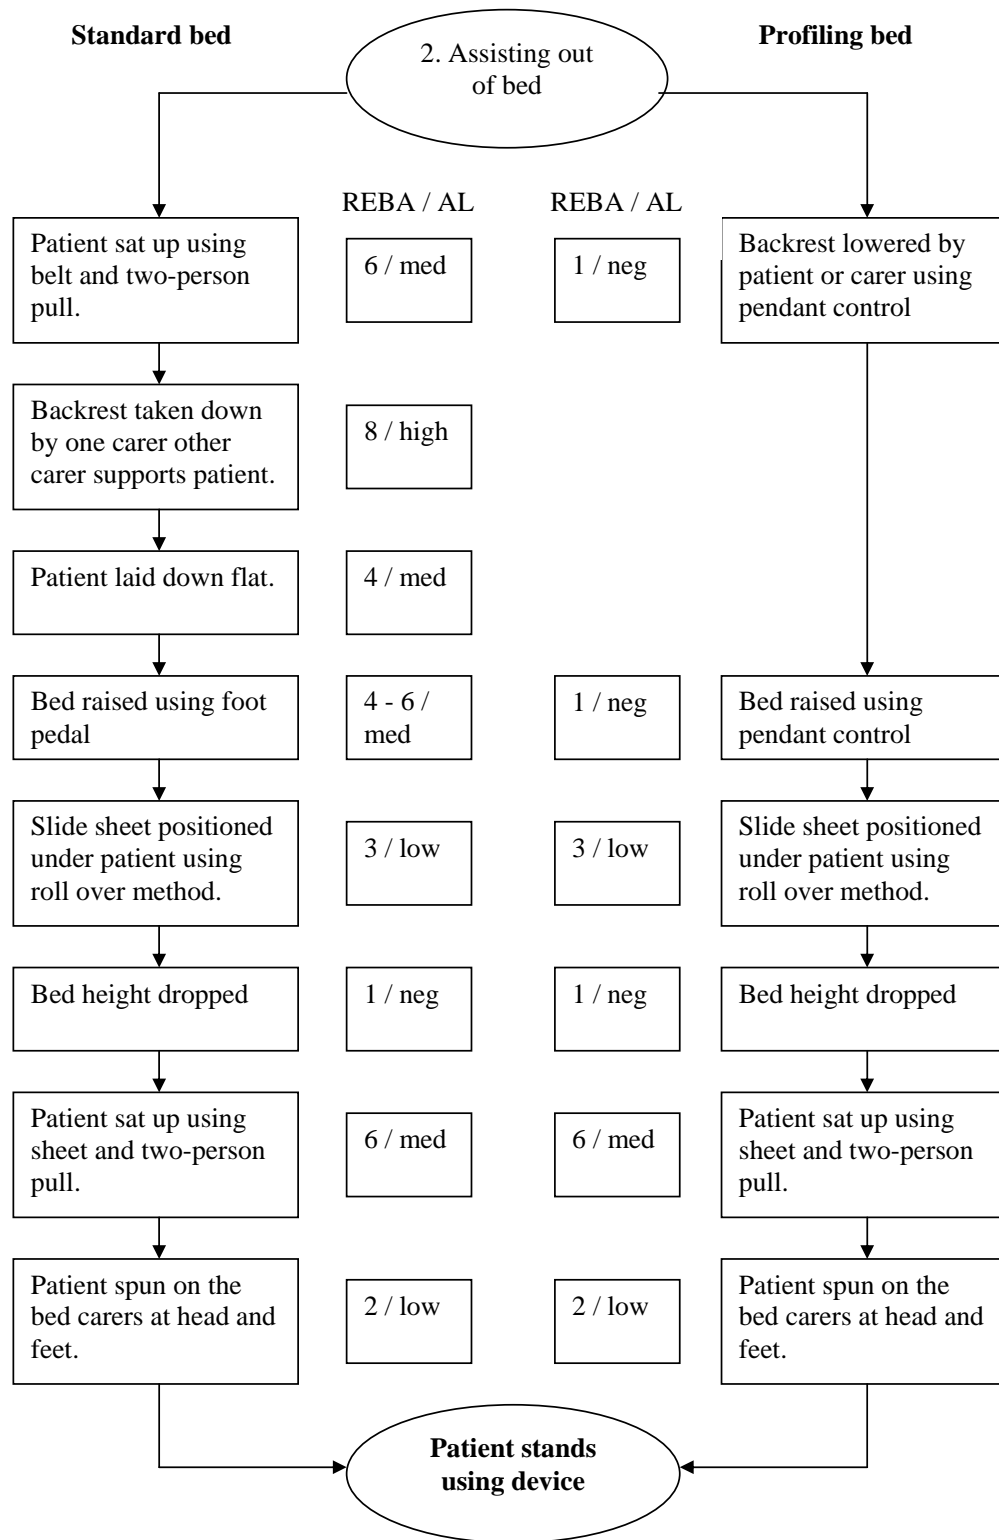 Standard bed
2. Assisting out
of bed
Profiling bed
REBA / AL
REBA / AL
Patient sat up using
belt and two-person
pull.
6 / med
1 / neg
Backrest lowered by
patient or carer using
pendant control
Backrest taken down
by one carer other
carer supports patient.
8 / high
Patient laid down flat.
4 / med
Bed raised using foot
pedal
4 - 6 /
med
1 / neg
Bed raised using
pendant control
Slide sheet positioned
under patient using
roll over method.
3 / low
3 / low
Slide sheet positioned
under patient using
roll over method.
Bed height dropped
1 / neg
1 / neg
Bed height dropped
Patient sat up using
sheet and two-person
pull.
6 / med
6 / med
Patient sat up using
sheet and two-person
pull.
Patient spun on the
bed carers at head and
feet.
2 / low
2 / low
Patient spun on the
bed carers at head and
feet.
Patient stands
using device